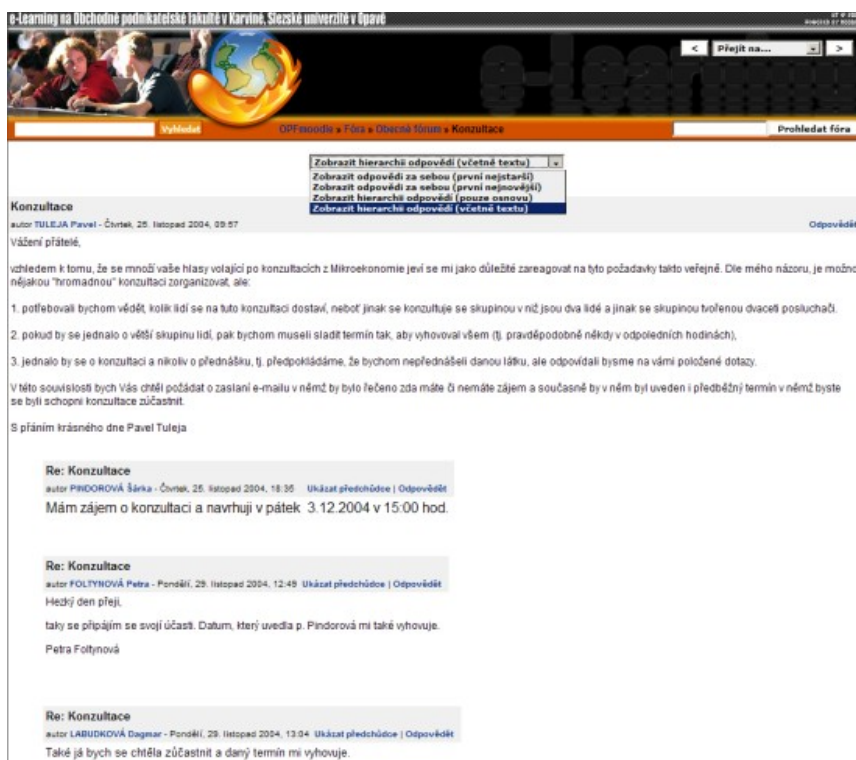 e-Learning na Obchodně podnikatelské fakultě v Karviné, Slezské univerzitě v Opavě
e-Learning
< Přejít na... >
Vyhledat OPFmoodle » Fóra » Obecné fórum » Konzultace Prohledat fóra
Zobrazit hierarchii odpovědí (včetně textu)
Zobrazit odpovědi za sebou (první nejstarší)
Zobrazit odpovědi za sebou (první nejnovější)
Zobrazit hierarchii odpovědí (pouze osnovu)
Zobrazit hierarchii odpovědí (včetně textu)
Konzultace
autor TULEJA Pavel - Čtvrtek, 25. listopad 2004, 09:57 Odpovědět
Vážení přátelé,
vzhledem k tomu, že se množí vaše hlasy volající po konzultacích z Mikroekonomie jeví se mi jako důležité zareagovat na tyto požadavky takto veřejně. Dle mého názoru, je možno
nějakou "hromadnou" konzultaci zorganizovat, ale:
1. potřebovali bychom vědět, kolik lidí se na tuto konzultaci dostaví, neboť jinak se konzultuje se skupinou v níž jsou dva lidé a jinak se skupinou tvořenou dvaceti posluchači.
2. pokud by se jednalo o větší skupinu lidí, pak bychom museli sladit termín tak, aby vyhovoval všem (tj. pravděpodobně někdy v odpoledních hodinách),
3. jednalo by se o konzultaci a nikoliv o přednášku, tj. předpokládáme, že bychom nepřednášeli danou látku, ale odpovídali bysme na vámi položené dotazy.
V této souvislosti bych Vás chtěl požádat o zaslání e-mailu v němž by bylo řečeno zda máte či nemáte zájem a současně by v něm byl uveden i předběžný termín v němž byste
se byli schopni konzultace zúčastnit.
S přáním krásného dne Pavel Tuleja
Re: Konzultace
autor PINDOROVÁ Šárka - Čtvrtek, 25. listopad 2004, 18:36 Ukázat předchůdce | Odpovědět
Mám zájem o konzultaci a navrhuji v pátek 3.12.2004 v 15:00 hod.
Re: Konzultace
autor FOLTYNOVÁ Petra - Pondělí, 29. listopad 2004, 12:49 Ukázat předchůdce | Odpovědět
Hezký den přeji,
taky se připájím se svojí účasti. Datum, který uvedla p. Pindorová mi také vyhovuje.
Petra Foltynová
Re: Konzultace
autor LABUDKOVÁ Dagmar - Pondělí, 29. listopad 2004, 13:04 Ukázat předchůdce | Odpovědět
Také já bych se chtěla zúčastnit a daný termín mi vyhovuje.